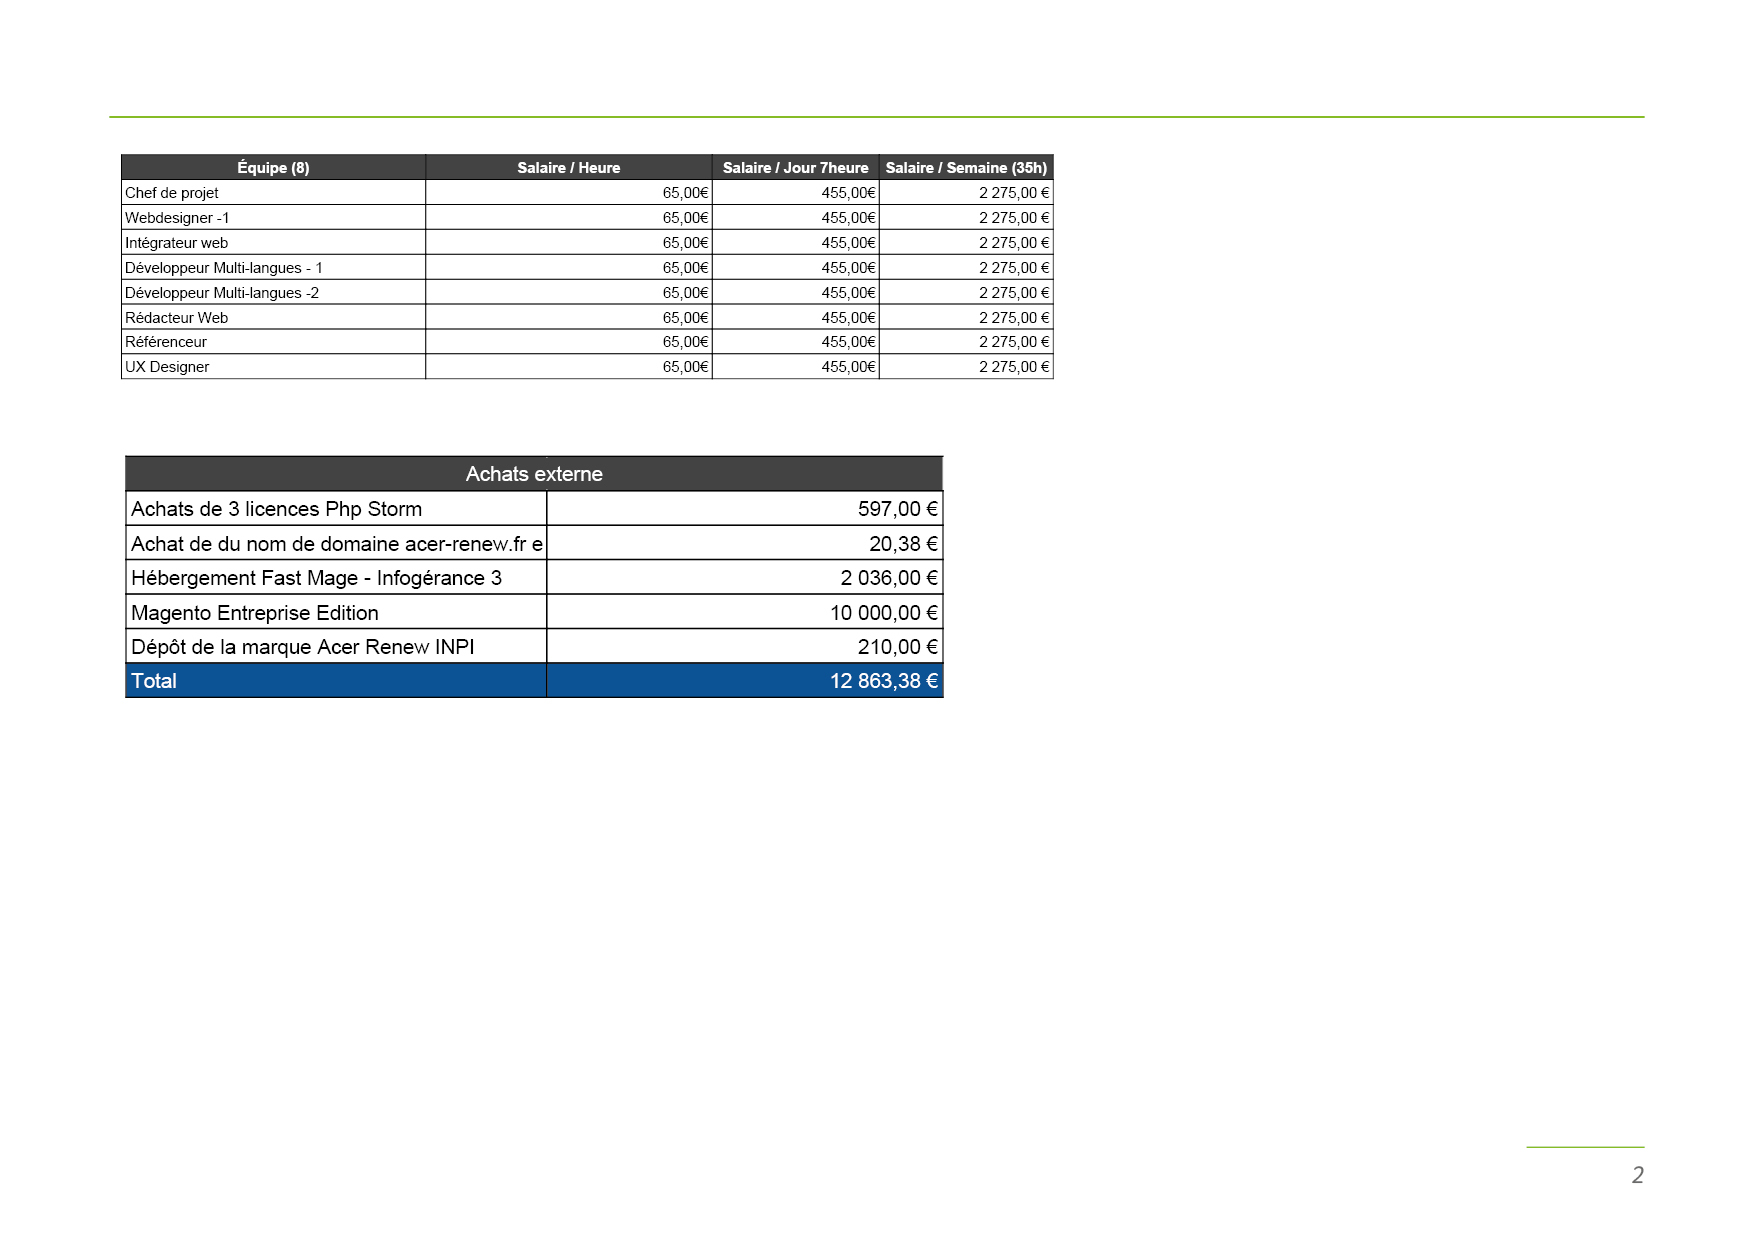 Équipe (8) Salaire / Heure Salaire / Jour 7heure Salaire / Semaine (35h)
Chef de projet 65,00€ 455,00€ 2 275,00 €
Webdesigner -1 65,00€ 455,00€ 2 275,00 €
Intégrateur web 65,00€ 455,00€ 2 275,00 €
Développeur Multi-langues - 1 65,00€ 455,00€ 2 275,00 €
Développeur Multi-langues -2 65,00€ 455,00€ 2 275,00 €
Rédacteur Web 65,00€ 455,00€ 2 275,00 €
Référenceur 65,00€ 455,00€ 2 275,00 €
UX Designer 65,00€ 455,00€ 2 275,00 €
Achats externe
Achats de 3 licences Php Storm 597,00 €
Achat de du nom de domaine acer-renew.fr e 20,38 €
Hébergement Fast Mage - Infogérance 3 2 036,00 €
Magento Entreprise Edition 10 000,00 €
Dépôt de la marque Acer Renew INPI 210,00 €
Total 12 863,38 €
2